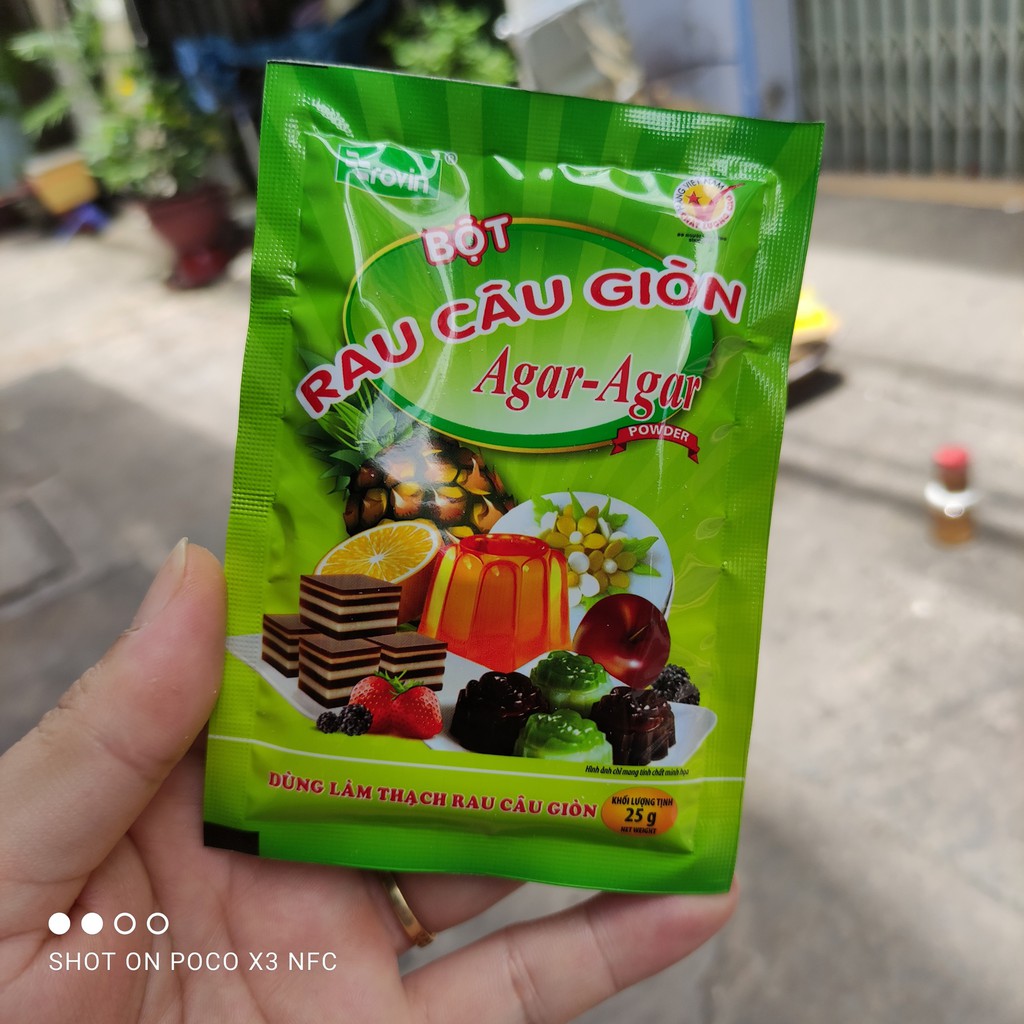 ®
BỘT
RAU CÂU GIÒN
Agar-Agar
POWDER
Hình ảnh chỉ mang tính chất minh họa
DÙNG LÀM THẠCH RAU CÂU GIÒN
KHỐI LƯỢNG TỊNH
25 g
NET WEIGHT
SHOT ON POCO X3 NFC